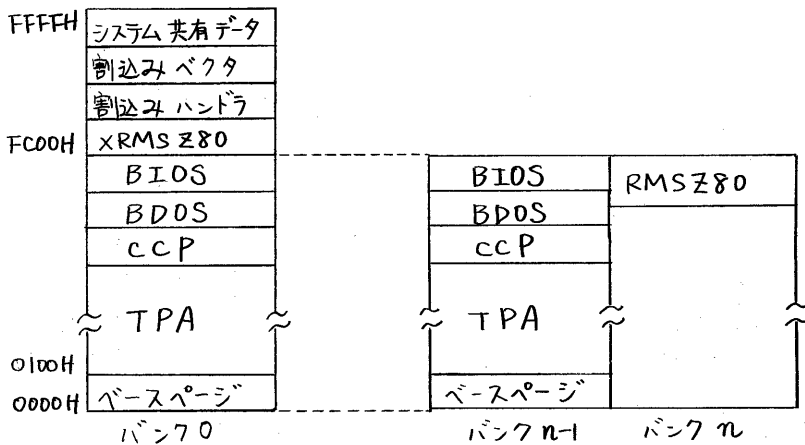 FFFFH
システム共有データ
割込みベクタ
割込みハンドラ
FC00H
XRMS Z80
BIOS
BDOS
CCP
TPA
0100H
0000H
ベースページ
バンク0
BIOS
BDOS
CCP
TPA
ベースページ
バンクn-1
RMSZ80
バンクn